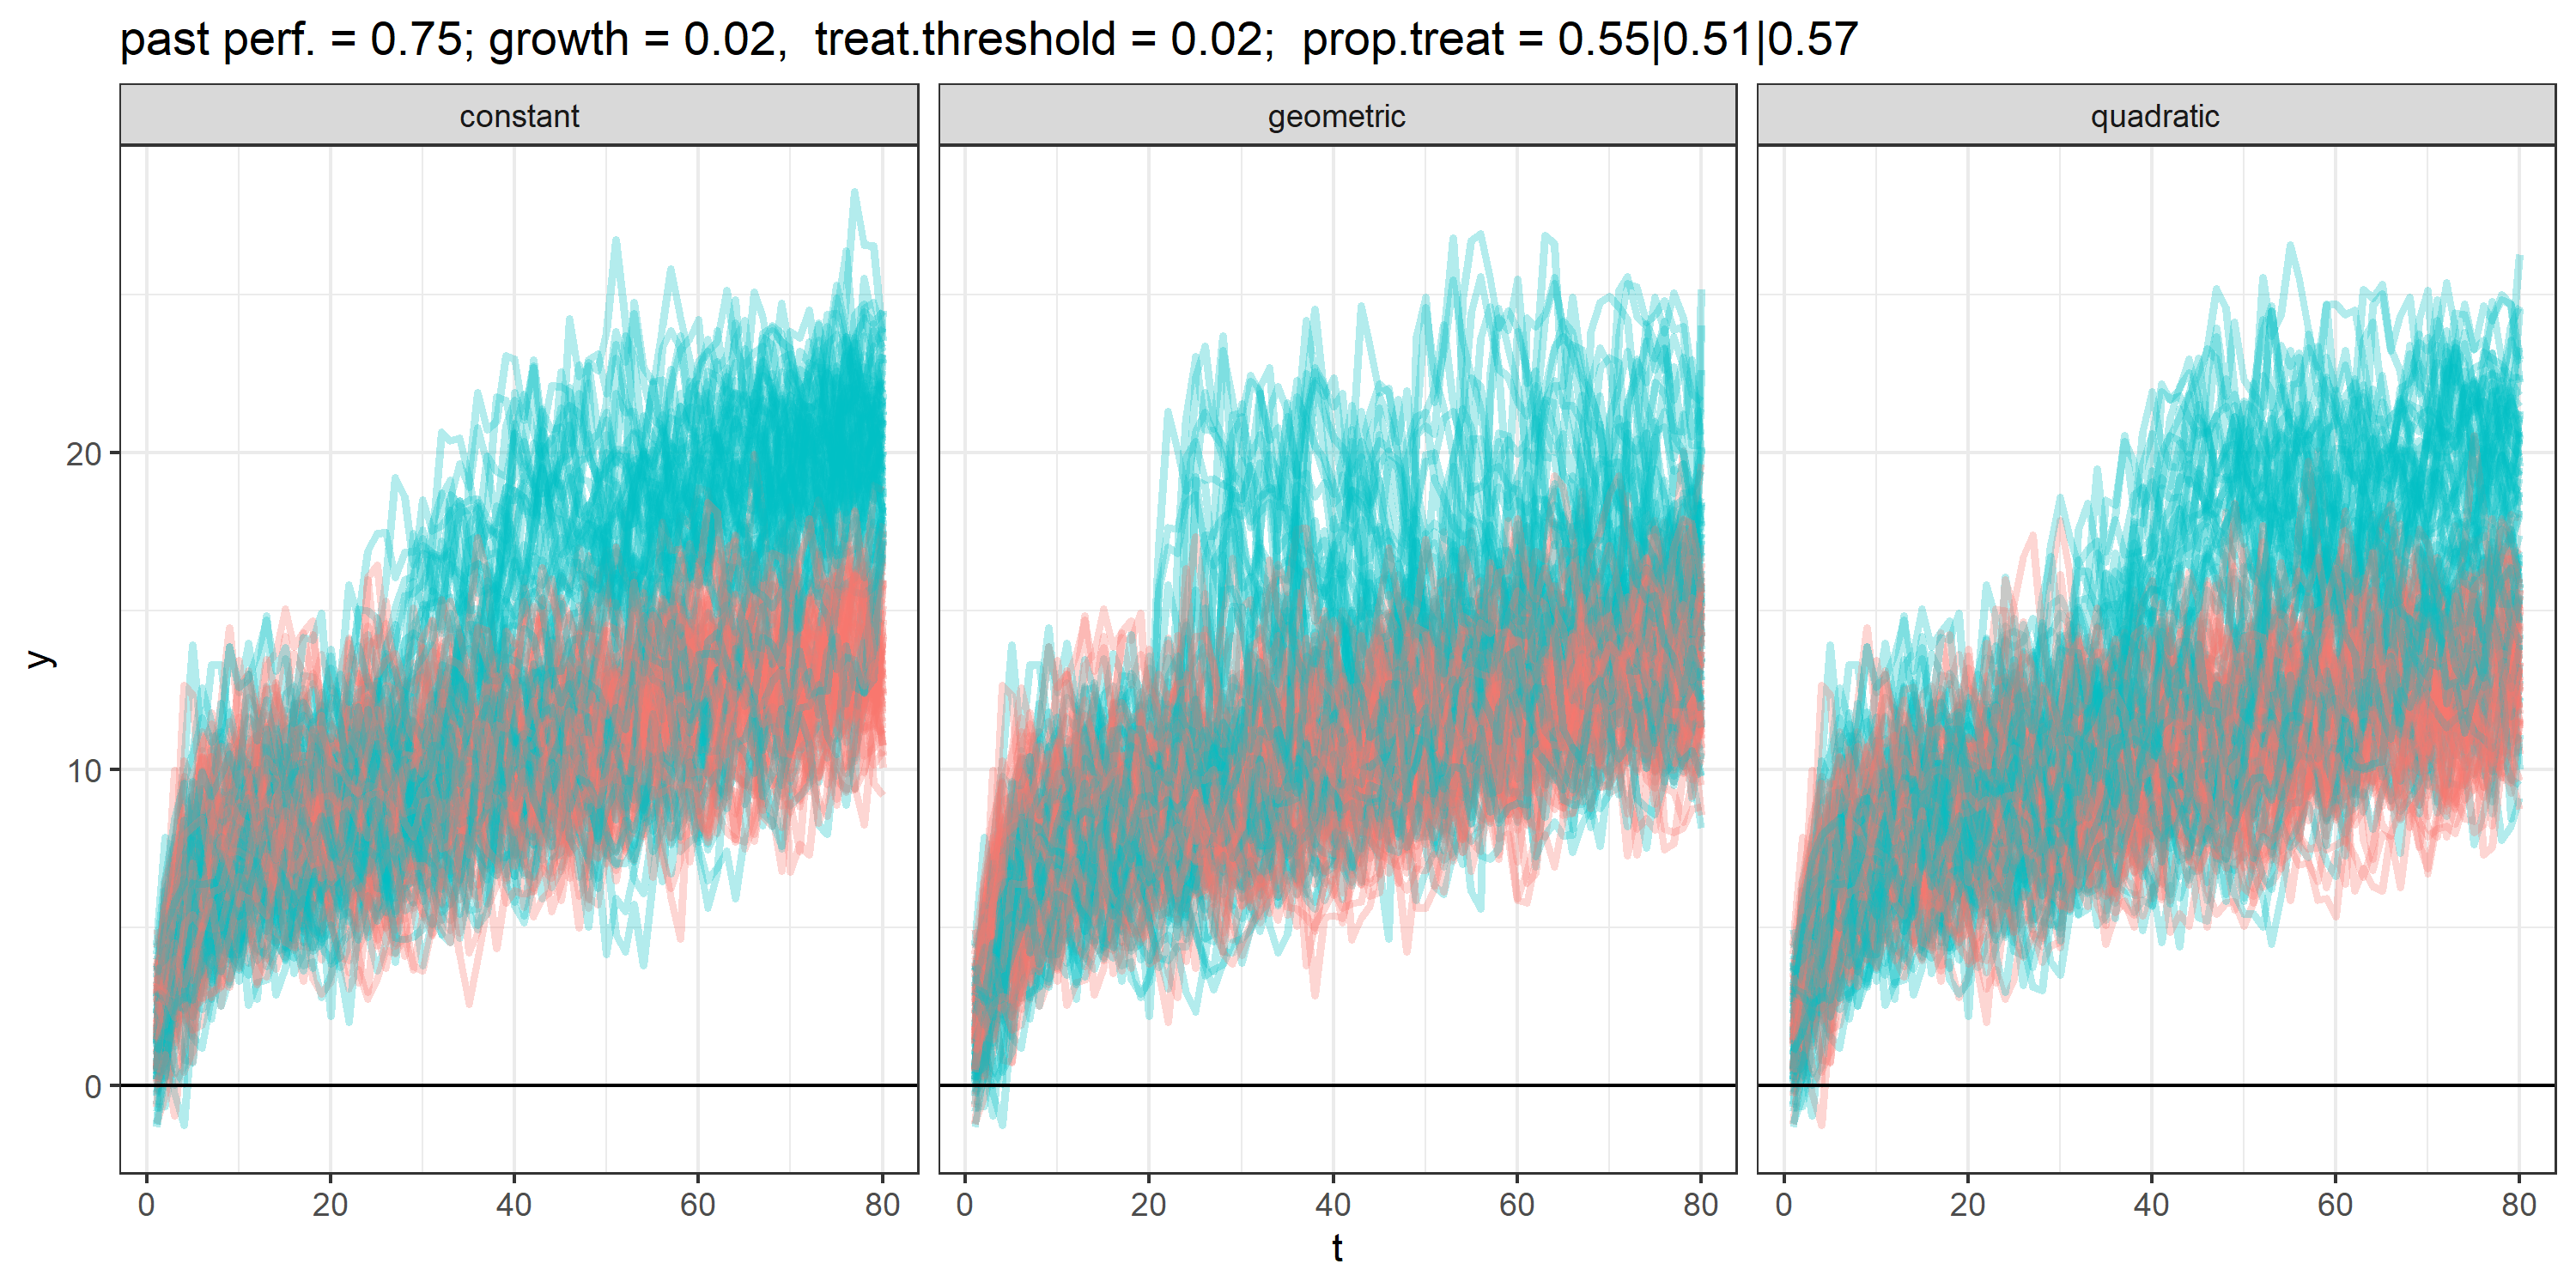 past perf. = 0.75; growth = 0.02,  treat.threshold = 0.02;  prop.treat = 0.55|0.51|0.57
constant geometric quadratic
20
10
0
y
0 20 40 60 80 0 20 40 60 80 0 20 40 60 80
t